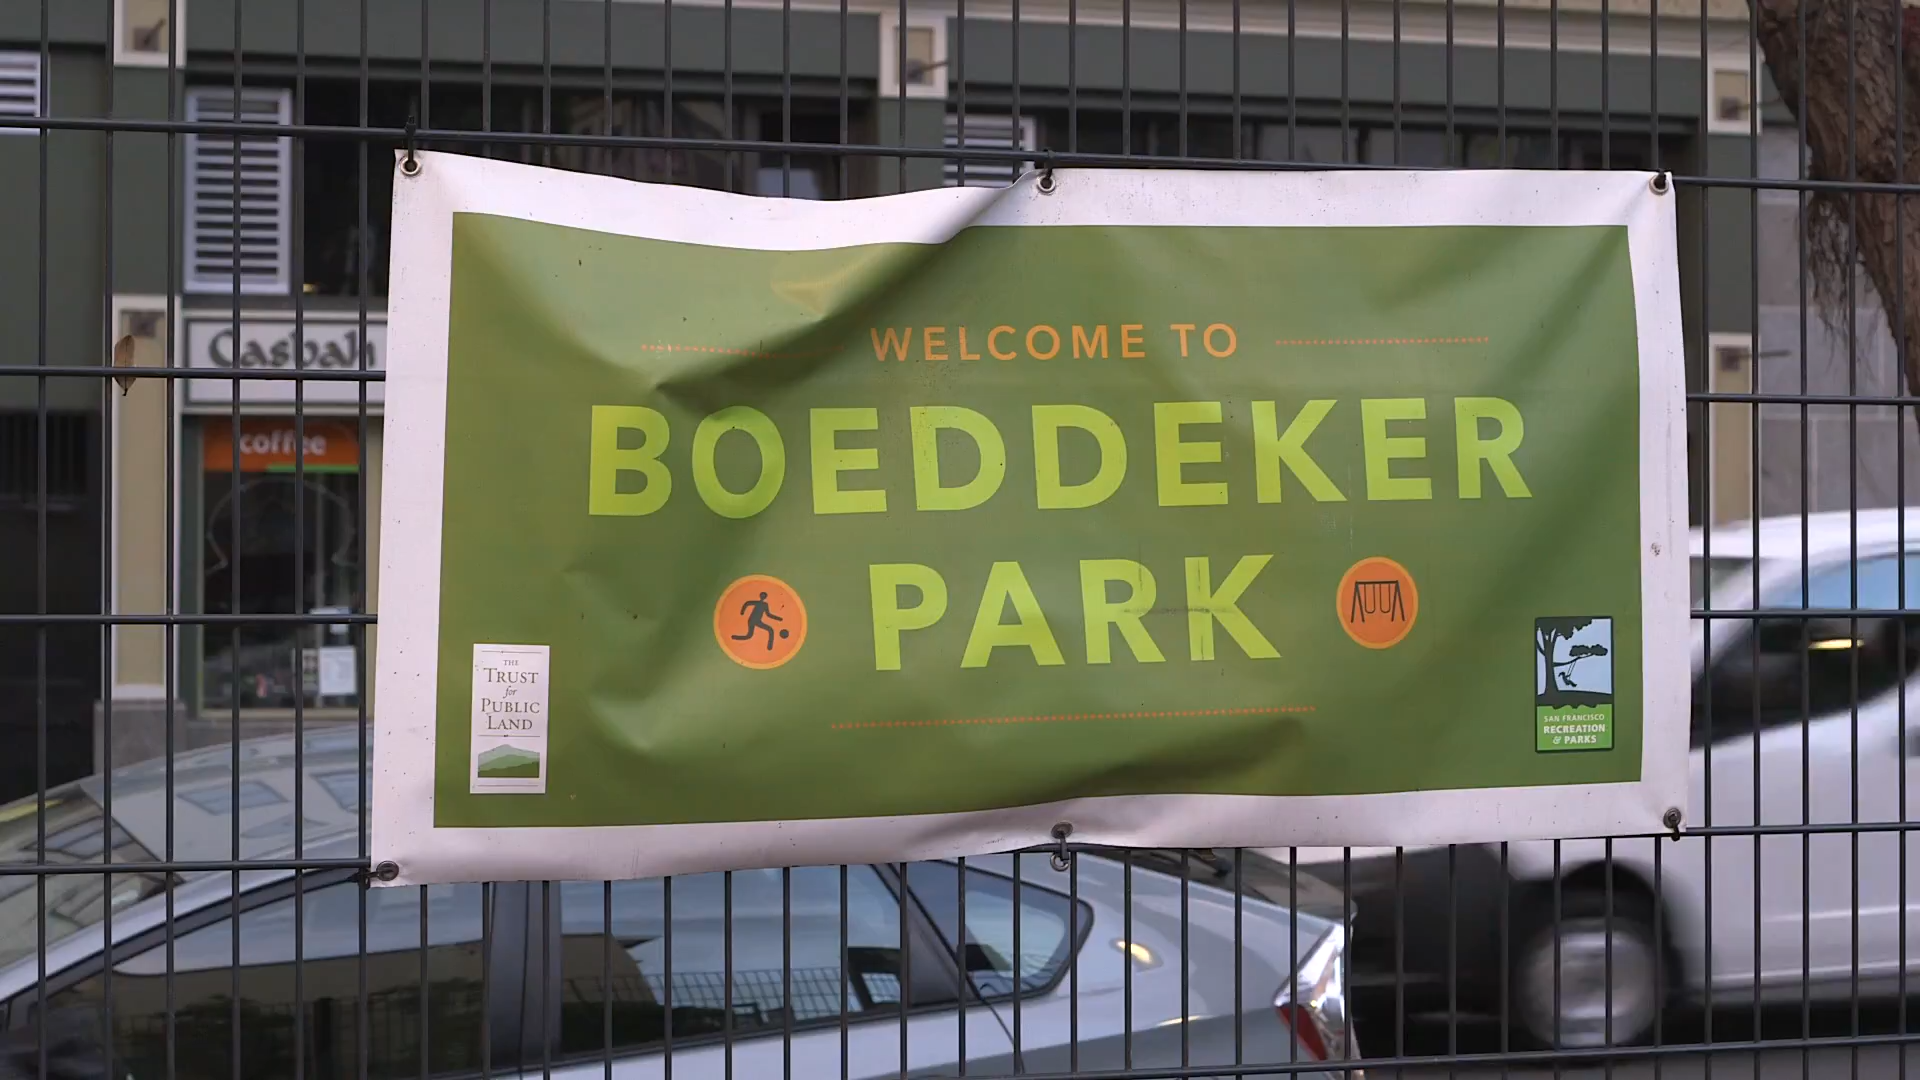 Casbah
coffee
WELCOME TO
BOEDDEKER
PARK
THE
TRUST
for
PUBLIC
LAND
SAN FRANCISCO
RECREATION
& PARKS